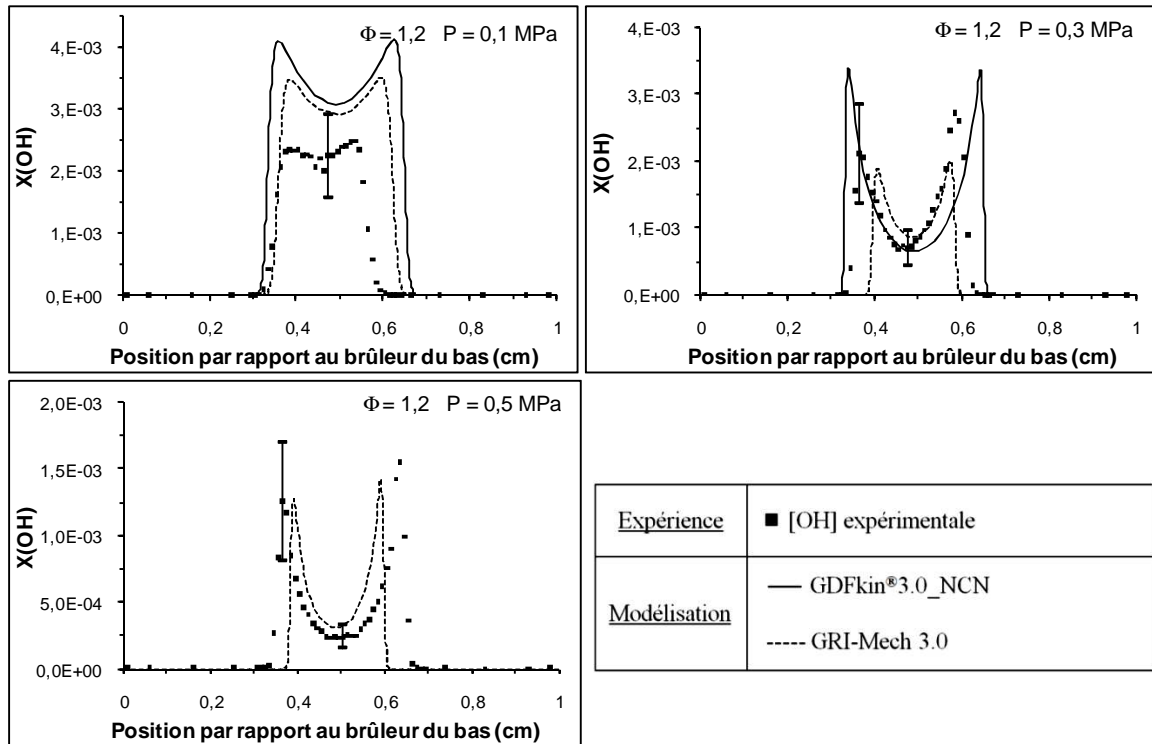 Φ = 1,2 P = 0,1 MPa
4,E-03
3,E-03
2,E-03
1,E-03
0,E+00
X(OH)
0 0,2 0,4 0,6 0,8 1
Position par rapport au brûleur du bas (cm)
Φ = 1,2 P = 0,3 MPa
4,E-03
3,E-03
2,E-03
1,E-03
0,E+00
X(OH)
0 0,2 0,4 0,6 0,8 1
Position par rapport au brûleur du bas (cm)
Φ = 1,2 P = 0,5 MPa
2,0E-03
1,5E-03
1,0E-03
5,0E-04
0,0E+00
X(OH)
0 0,2 0,4 0,6 0,8 1
Position par rapport au brûleur du bas (cm)
Expérience
[OH] expérimentale
Modélisation
GDFkin®3.0_NCN
GRI-Mech 3.0